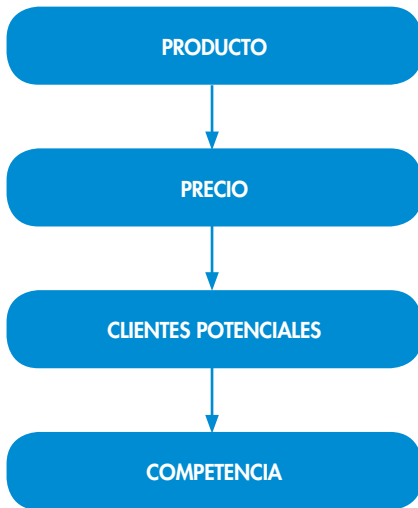 PRODUCTO
PRECIO
CLIENTES POTENCIALES
COMPETENCIA